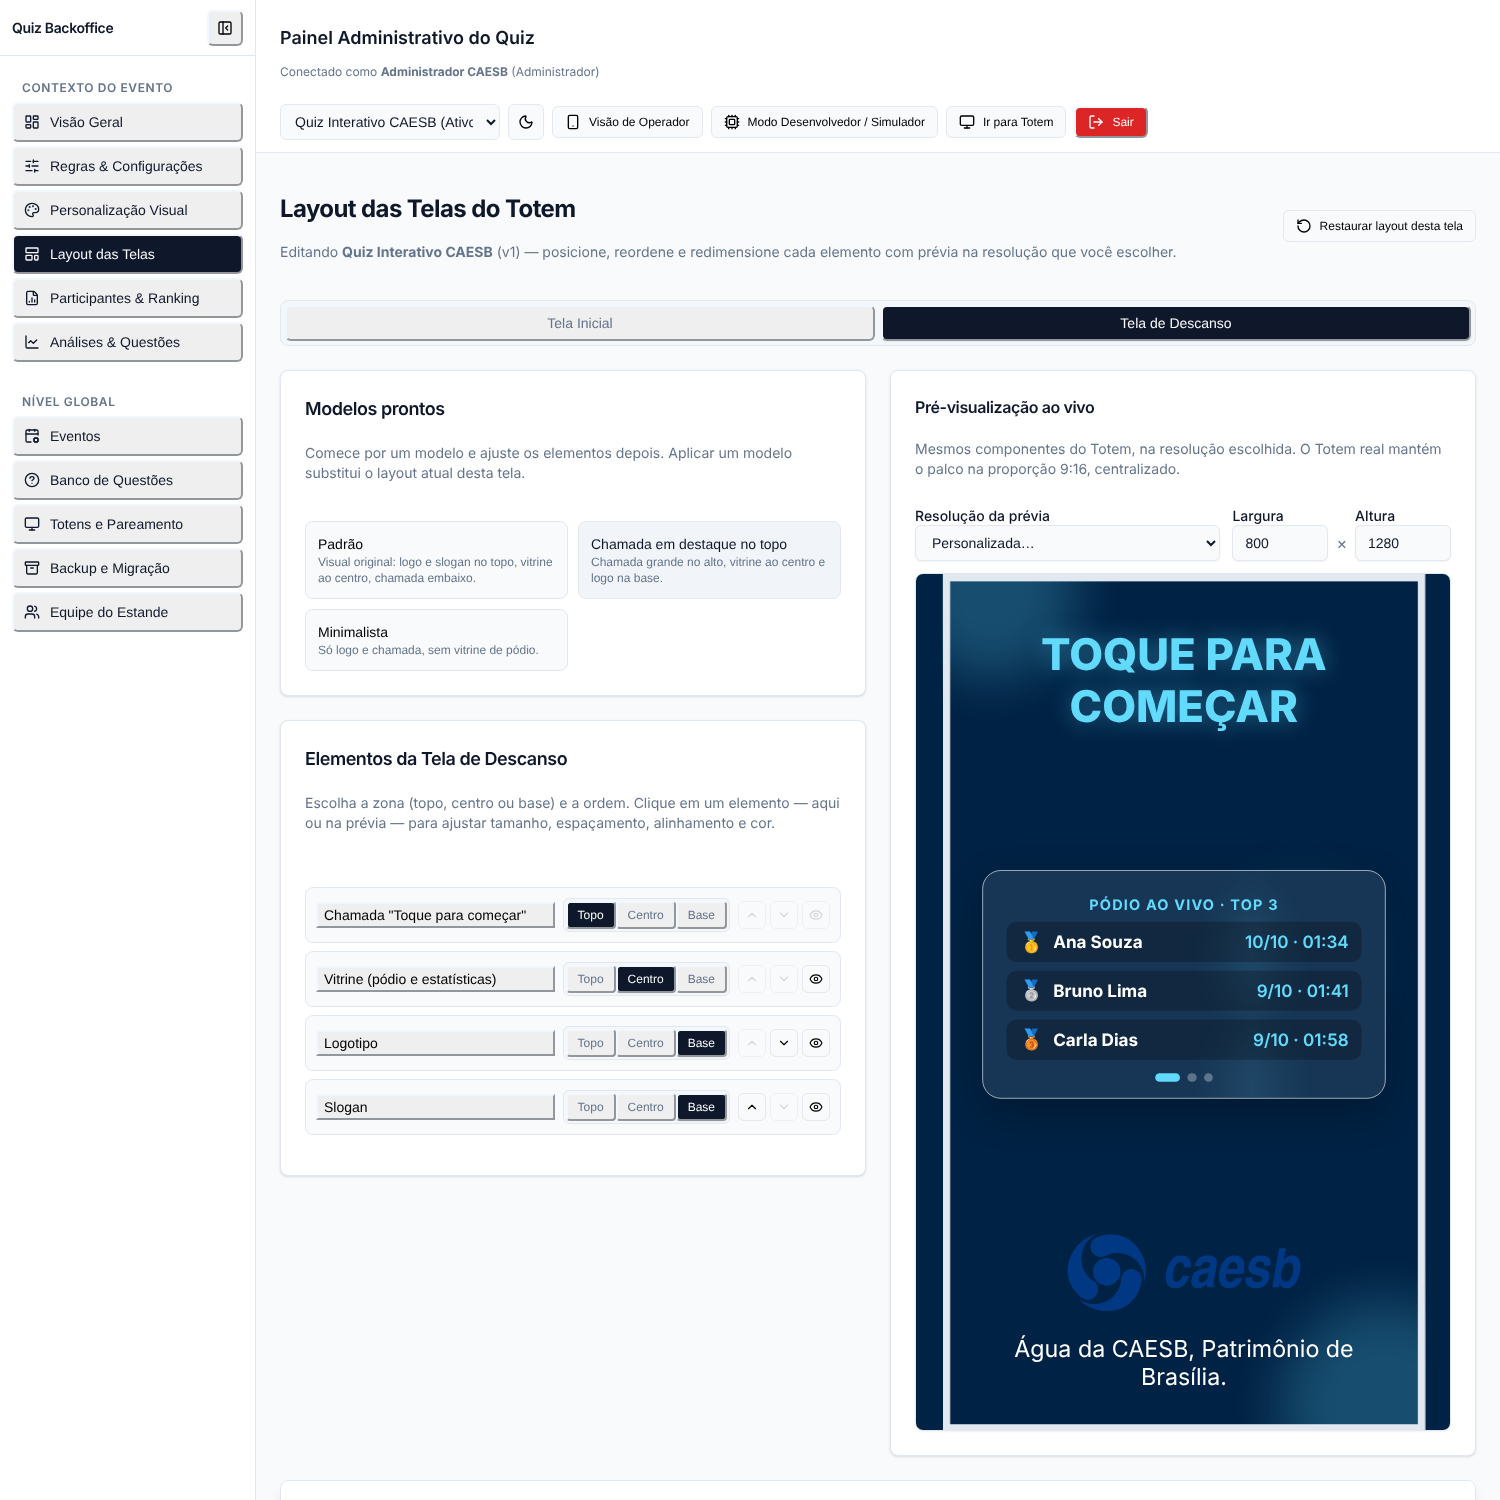 Quiz Backoffice
CONTEXTO DO EVENTO
Visão Geral
Regras & Configurações
Personalização Visual
Layout das Telas
Participantes & Ranking
Análises & Questões
NÍVEL GLOBAL
Eventos
Banco de Questões
Totens e Pareamento
Backup e Migração
Equipe do Estande
Painel Administrativo do Quiz
Conectado como Administrador CAESB (Administrador)
Quiz Interativo CAESB (Ativo
Visão de Operador
Modo Desenvolvedor / Simulador
Ir para Totem
Sair
Layout das Telas do Totem
Editando Quiz Interativo CAESB (v1) — posicione, reordene e redimensione cada elemento com prévia na resolução que você escolher.
Restaurar layout desta tela
Tela Inicial
Tela de Descanso
Modelos prontos
Comece por um modelo e ajuste os elementos depois. Aplicar um modelo
substitui o layout atual desta tela.
Padrão
Visual original: logo e slogan no topo, vitrine
ao centro, chamada embaixo.
Chamada em destaque no topo
Chamada grande no alto, vitrine ao centro e
logo na base.
Minimalista
Só logo e chamada, sem vitrine de pódio.
Elementos da Tela de Descanso
Escolha a zona (topo, centro ou base) e a ordem. Clique em um elemento — aqui
ou na prévia — para ajustar tamanho, espaçamento, alinhamento e cor.
Chamada "Toque para começar"
Topo
Centro
Base
Vitrine (pódio e estatísticas)
Topo
Centro
Base
Logotipo
Topo
Centro
Base
Slogan
Topo
Centro
Base
Pré-visualização ao vivo
Mesmos componentes do Totem, na resolução escolhida. O Totem real mantém
o palco na proporção 9:16, centralizado.
Resolução da prévia
Largura
Altura
Personalizada...
800
×
1280
TOQUE PARA
COMEÇAR
PÓDIO AO VIVO · TOP 3
Ana Souza
10/10 · 01:34
Bruno Lima
9/10 · 01:41
Carla Dias
9/10 · 01:58
caesb
Água da CAESB, Patrimônio de
Brasília.